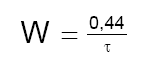 W = 0,44 / τ